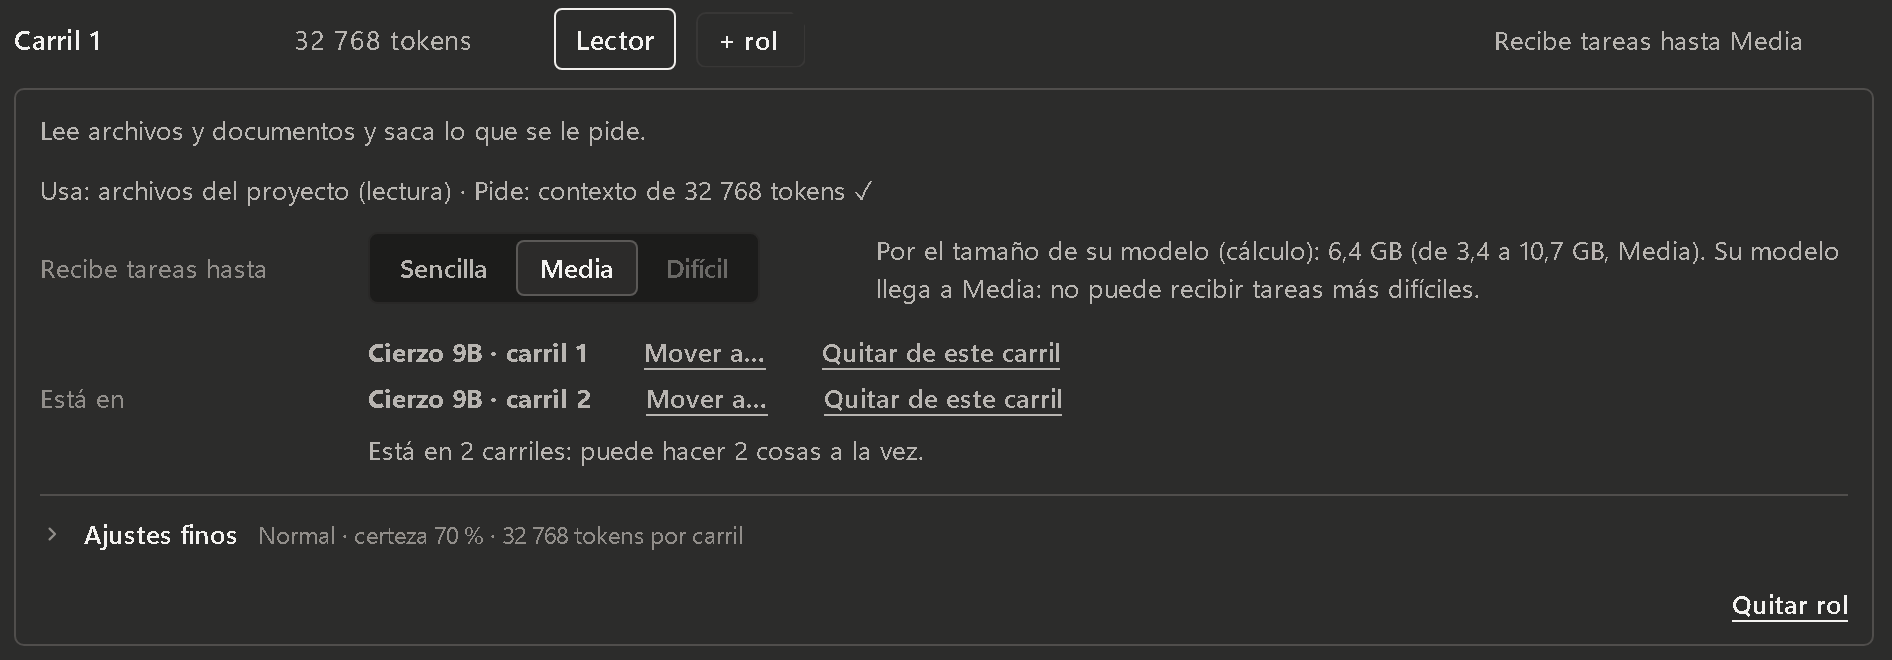 Carril 1 32 768 tokens Lector + rol Recibe tareas hasta Media
Lee archivos y documentos y saca lo que se le pide.
Usa: archivos del proyecto (lectura) · Pide: contexto de 32 768 tokens ✓
Recibe tareas hasta Sencilla Media Difícil
Por el tamaño de su modelo (cálculo): 6,4 GB (de 3,4 a 10,7 GB, Media). Su modelo
llega a Media: no puede recibir tareas más difíciles.
Cierzo 9B · carril 1 Mover a... Quitar de este carril
Está en Cierzo 9B · carril 2 Mover a... Quitar de este carril
Está en 2 carriles: puede hacer 2 cosas a la vez.
› Ajustes finos Normal · certeza 70 % · 32 768 tokens por carril
Quitar rol